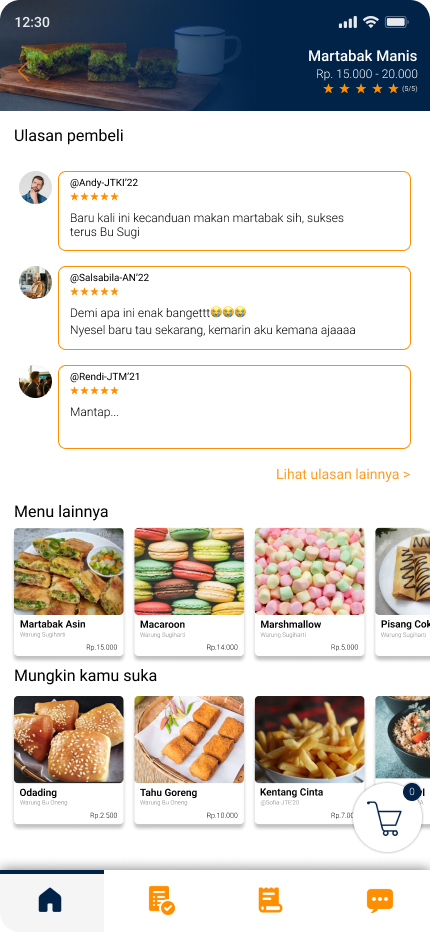 12:30
Martabak Manis
Rp. 15.000 - 20.000
(5/5)
Ulasan pembeli
@Andy-JTKI'22
Baru kali ini kecanduan makan martabak sih, sukses
terus Bu Sugi
@Salsabila-AN'22
Demi apa ini enak bangettt😭😭😭
Nyesel baru tau sekarang, kemarin aku kemana ajaaaa
@Rendi-JTM'21
Mantap...
Lihat ulasan lainnya >
Menu lainnya
Martabak Asin
Warung Sugiharti
Rp.15.000
Macaroon
Warung Sugiharti
Rp.14.000
Marshmallow
Warung Sugiharti
Rp.5.000
Pisang Cok
Warung Sugiharti
Mungkin kamu suka
Odading
Warung Bu Oneng
Rp.2.500
Tahu Goreng
Warung Bu Oneng
Rp.10.000
Kentang Cinta
@Sofia-JTE'20
Rp.7.00
0